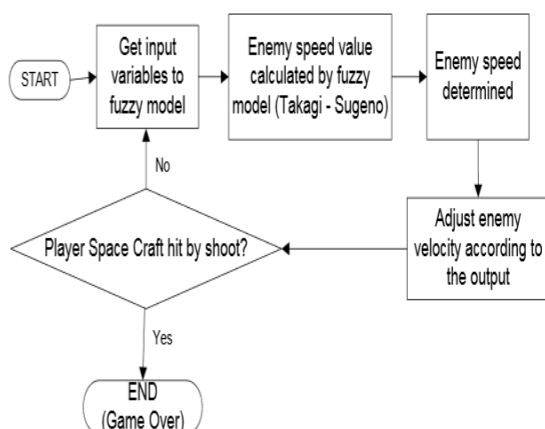 START
Get input
variables to
fuzzy model
Enemy speed value
calculated by fuzzy
model (Takagi - Sugeno)
Enemy speed
determined
Adjust enemy
velocity according to
the output
Player Space Craft hit by shoot?
No
Yes
END
(Game Over)